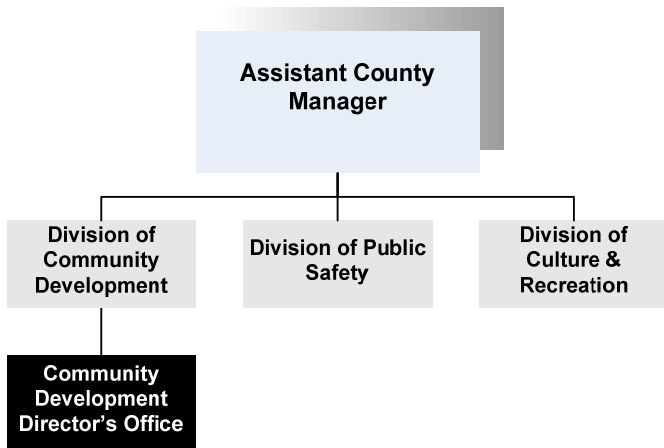 Assistant County
Manager
Division of
Community
Development
Division of Public
Safety
Division of
Culture &
Recreation
Community
Development
Director's Office